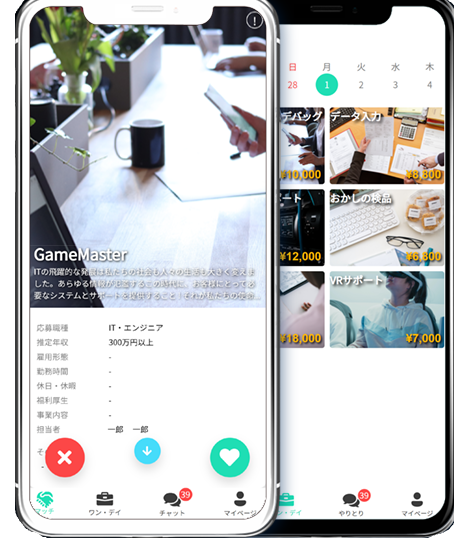 GameMaster
ITの飛躍的な発展は私たちの社会も人々の生活も大きく変えま
した。あらゆる情報が氾濫するこの時代に、お客様にとって必
要なシステムとサポートを提供すること｜それが私たちの使命...
応募職種 IT・エンジニア
推定年収 300万円以上
雇用形態 -
勤務時間 -
休日・休暇 -
福利厚生 -
事業内容 -
担当者 一郎 一郎
そ
マッチ
ワン・デイ
39
チャット
マイページ
日 月 火 水 木
28 1 2 3 4
デバッグ
¥10,000
データ入力
¥8,300
ート
¥12,000
おかしの検品
¥6,800
¥18,000
VRサポート
¥7,000
ン・デイ
39
やりとり
マイページ